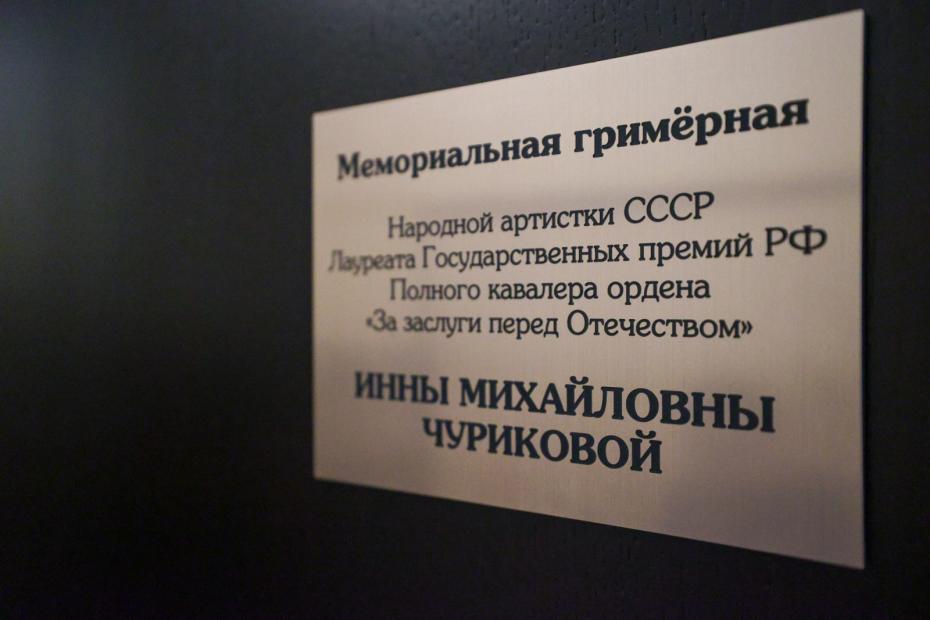 Мемориальная гримёрная
Народной артистки СССР
Лауреата Государственных премий РФ
Полного кавалера ордена
«За заслуги перед Отечеством»
ИННЫ МИХАЙЛОВНЫ
ЧУРИКОВОЙ